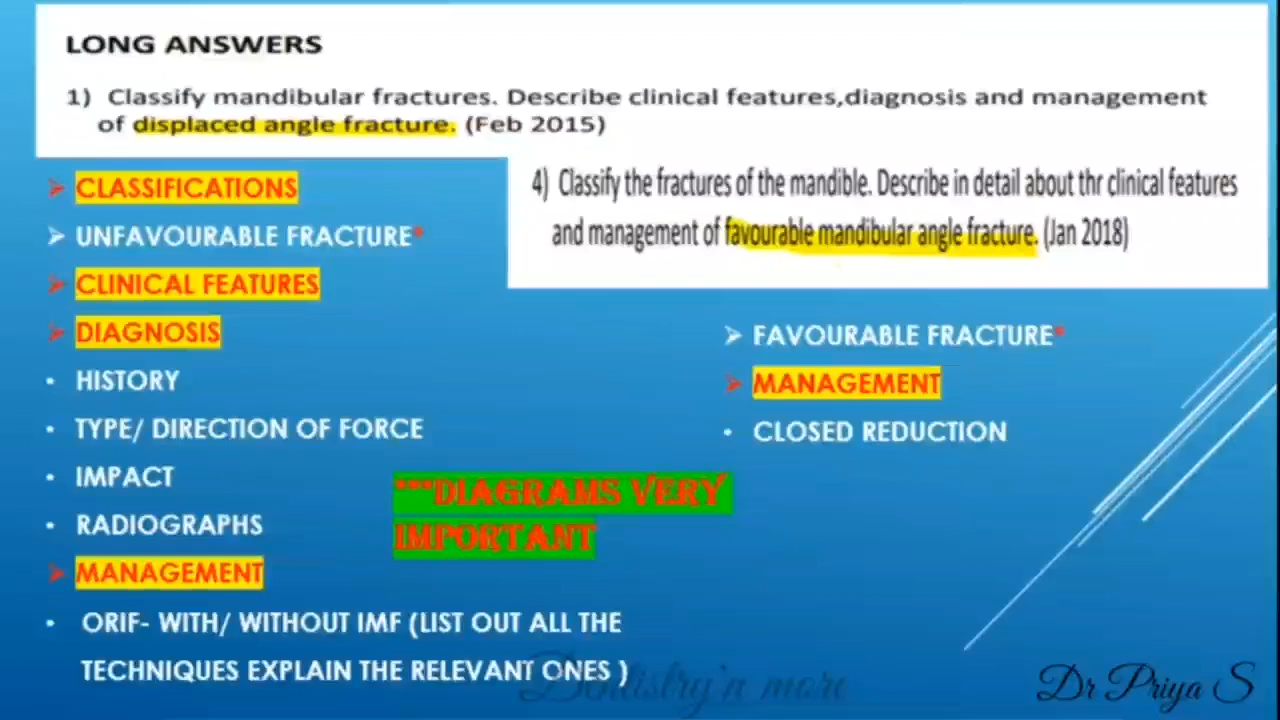 LONG ANSWERS
1) Classify mandibular fractures. Describe clinical features,diagnosis and management
of displaced angle fracture. (Feb 2015)
4) Classify the fractures of the mandible. Describe in detail about thr clinical features
and management of favourable mandibular angle fracture. (Jan 2018)
➢ CLASSIFICATIONS
➢ UNFAVOURABLE FRACTURE*
➢ CLINICAL FEATURES
➢ DIAGNOSIS
• HISTORY
• TYPE/ DIRECTION OF FORCE
• IMPACT
• RADIOGRAPHS
➢ MANAGEMENT
• ORIF- WITH/ WITHOUT IMF (LIST OUT ALL THE
TECHNIQUES EXPLAIN THE RELEVANT ONES )
➢ FAVOURABLE FRACTURE*
➢ MANAGEMENT
• CLOSED REDUCTION
***DIAGRAMS VERY
IMPORTANT
Dentistry'n more
Dr Priya S